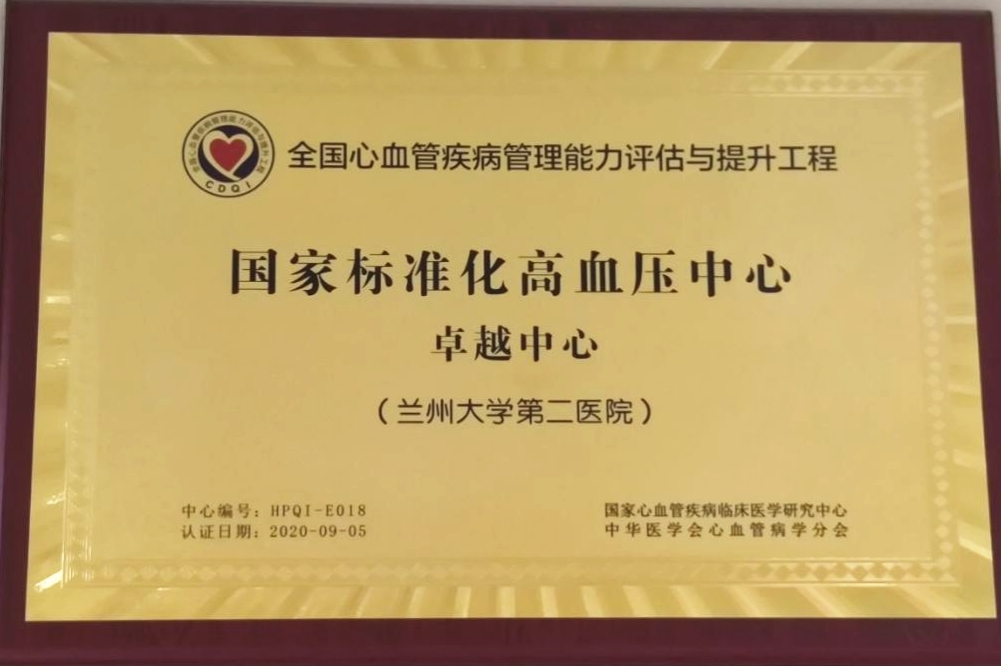 全国心血管疾病管理能力评估与提升工程
CDQI
国家标准化高血压中心
卓越中心
（兰州大学第二医院）
中心编号：HPQI-E018
认证日期：2020-09-05
国家心血管疾病临床医学研究中心
中华医学会心血管病学分会